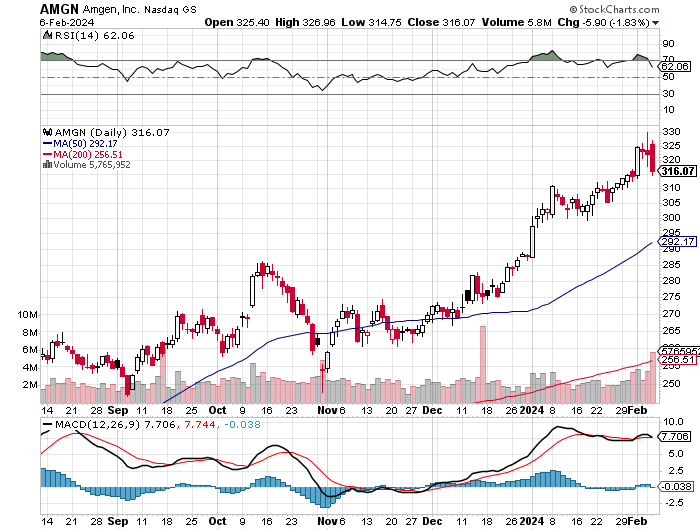 AMGN Amgen, Inc. Nasdaq GS © StockCharts.com
6-Feb-2024 Open 325.40 High 326.96 Low 314.75 Close 316.07 Volume 5.8M Chg -5.90 (-1.83%)
RSI(14) 62.06
90
70
62.06
50
30
10
AMGN (Daily) 316.07
MA(50) 292.17
MA(200) 256.51
Volume 5,765,952
330
325
320
316.07
310
305
300
295
292.17
285
280
275
270
265
260
5765952
256.51
250
10M
8M
6M
4M
2M
14 21 28 Sep 11 18 25 Oct 9 16 23 Nov 6 13 20 27 Dec 11 18 26 2024 8 16 22 29 Feb
MACD(12,26,9) 7.706, 7.744, -0.038
10.0
7.706
5.0
2.5
-0.038
-2.5
14 21 28 Sep 11 18 25 Oct 9 16 23 Nov 6 13 20 27 Dec 11 18 26 2024 8 16 22 29 Feb